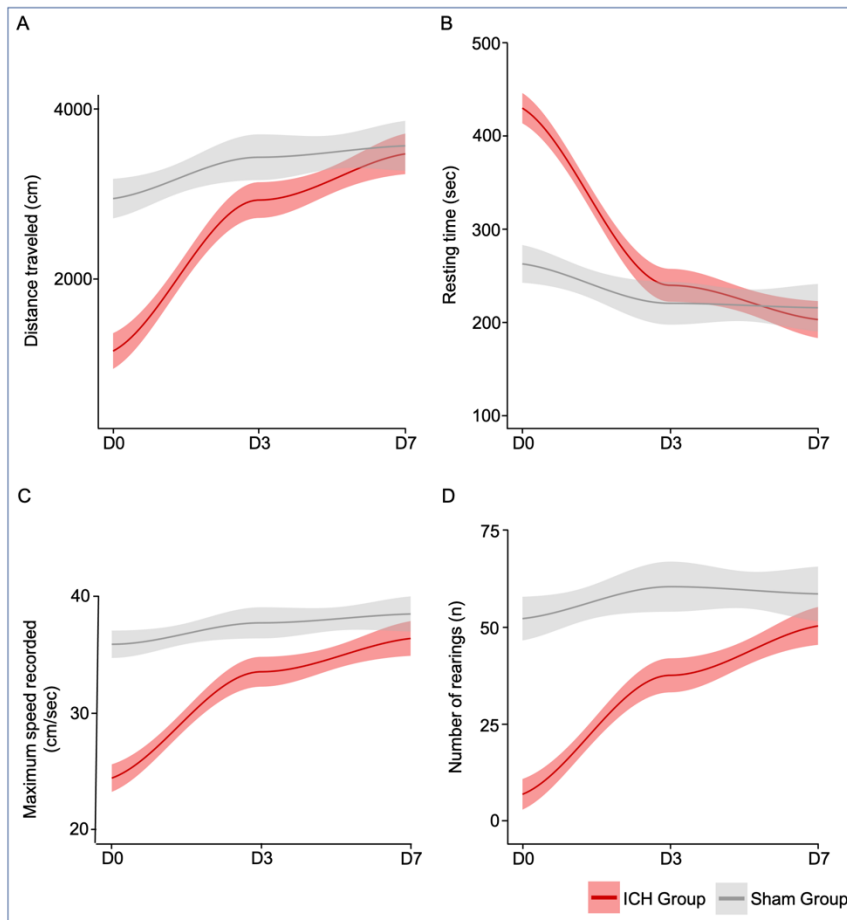 A
Distance traveled (cm)
4000
2000
D0 D3 D7
B
Resting time (sec)
500
400
300
200
100
D0 D3 D7
C
Maximum speed recorded
(cm/sec)
40
30
20
D0 D3 D7
D
Number of rearings (n)
75
50
25
0
D0 D3 D7
ICH Group Sham Group